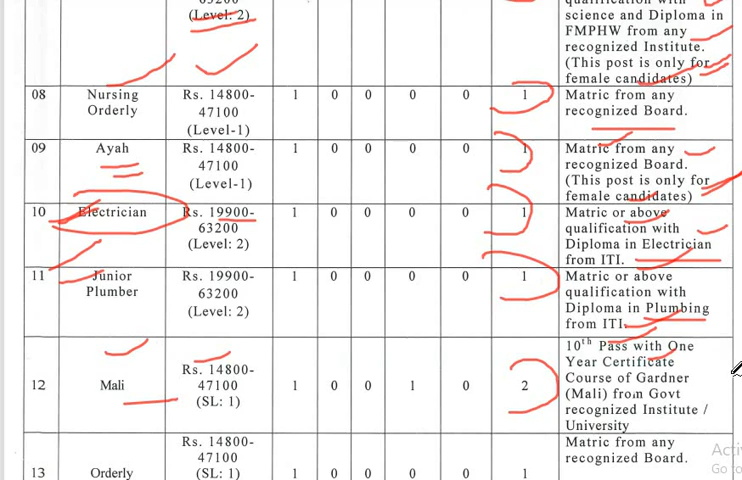 63200
(Level: 2)
qualification with
science and Diploma in
FMPHW from any
recognized Institute.
(This post is only for
female candidates)
08 Nursing Orderly Rs. 14800-47100 (Level-1) 1 0 0 0 0 1 Matric from any
recognized Board.
09 Ayah Rs. 14800-47100 (Level-1) 1 0 0 0 0 1 Matric from any
recognized Board.
(This post is only for
female candidates)
10 Electrician Rs. 19900-63200 (Level: 2) 1 0 0 0 0 1 Matric or above
qualification with
Diploma in Electrician
from ITI.
11 Junior Plumber Rs. 19900-63200 (Level: 2) 1 0 0 0 0 1 Matric or above
qualification with
Diploma in Plumbing
from ITI.
12 Mali Rs. 14800-47100 (SL: 1) 1 0 0 1 0 2 10th Pass with One
Year Certificate
Course of Gardner
(Mali) from Govt
recognized Institute /
University
13 Orderly Rs. 14800-47100 (SL: 1) 1 0 0 0 0 1 Matric from any
recognized Board.